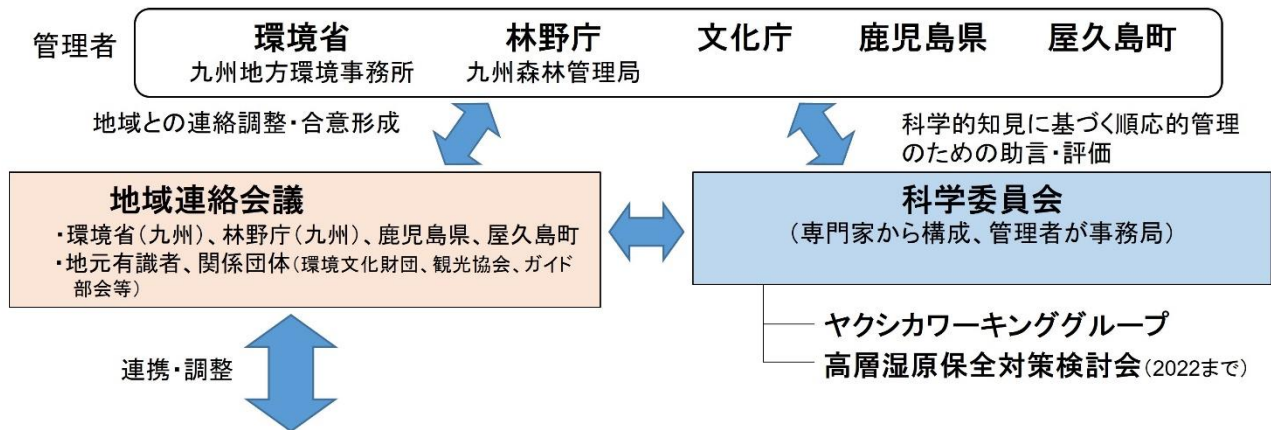 管理者
環境省 林野庁 文化庁 鹿児島県 屋久島町
九州地方環境事務所 九州森林管理局
地域との連絡調整・合意形成
科学的知見に基づく順応的管理
のための助言・評価
地域連絡会議
・環境省(九州)、林野庁(九州)、鹿児島県、屋久島町
・地元有識者、関係団体(環境文化財団、観光協会、ガイド
部会等)
科学委員会
(専門家から構成、管理者が事務局)
ヤクシカワーキンググループ
高層湿原保全対策検討会(2022まで)
連携・調整